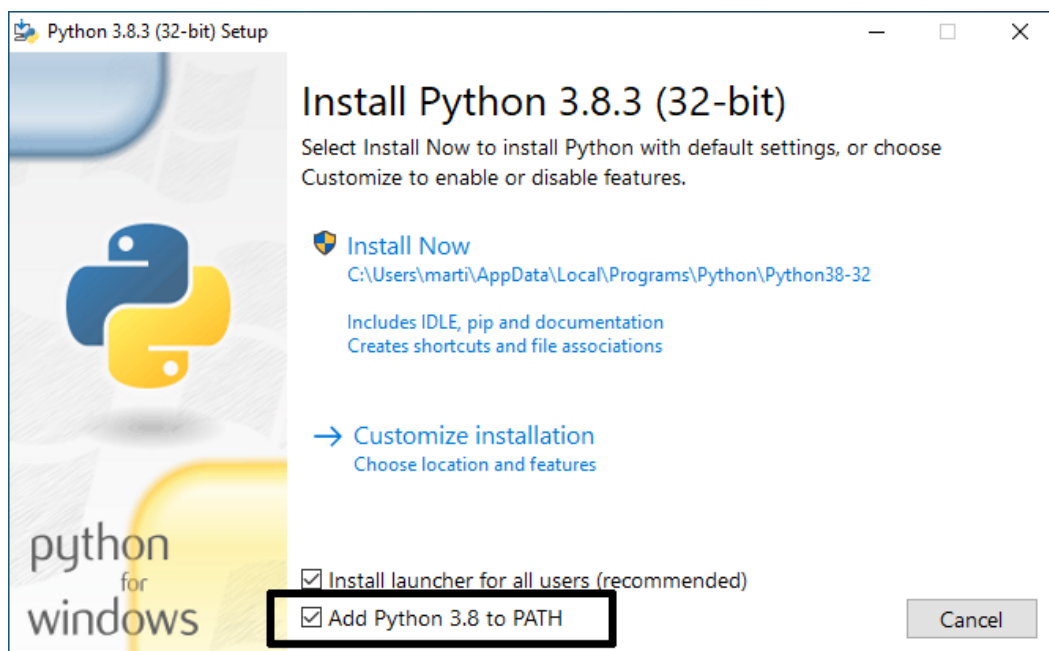 Python 3.8.3 (32-bit) Setup
Install Python 3.8.3 (32-bit)
Select Install Now to install Python with default settings, or choose
Customize to enable or disable features.
Install Now
C:\Users\marti\AppData\Local\Programs\Python\Python38-32
Includes IDLE, pip and documentation
Creates shortcuts and file associations
Customize installation
Choose location and features
python
for
windows
Install launcher for all users (recommended)
Add Python 3.8 to PATH
Cancel